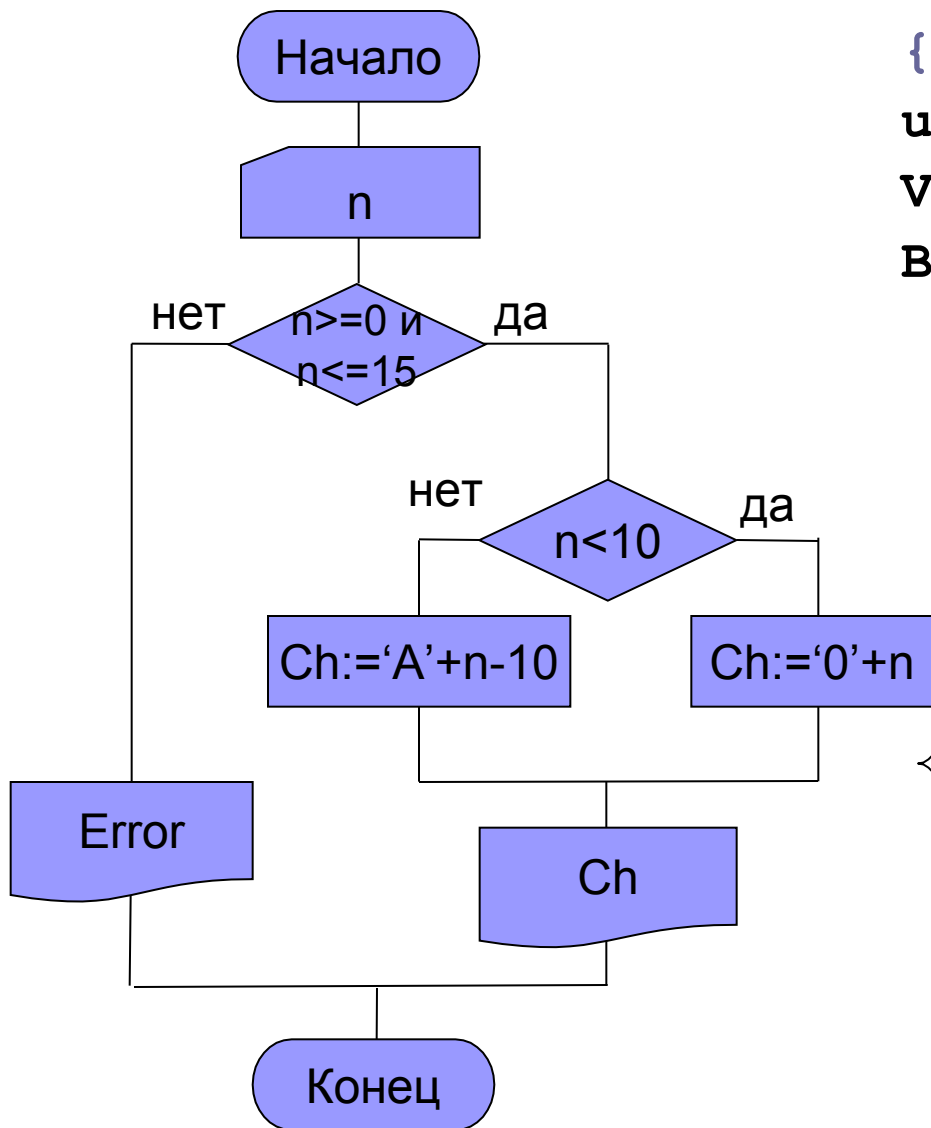 Начало
{
u
V
B
n
нет
n>=0 и
n<=15
да
нет
n<10
да
Ch:=‘A’+n-10
Ch:=‘0’+n
Error
Ch
Конец